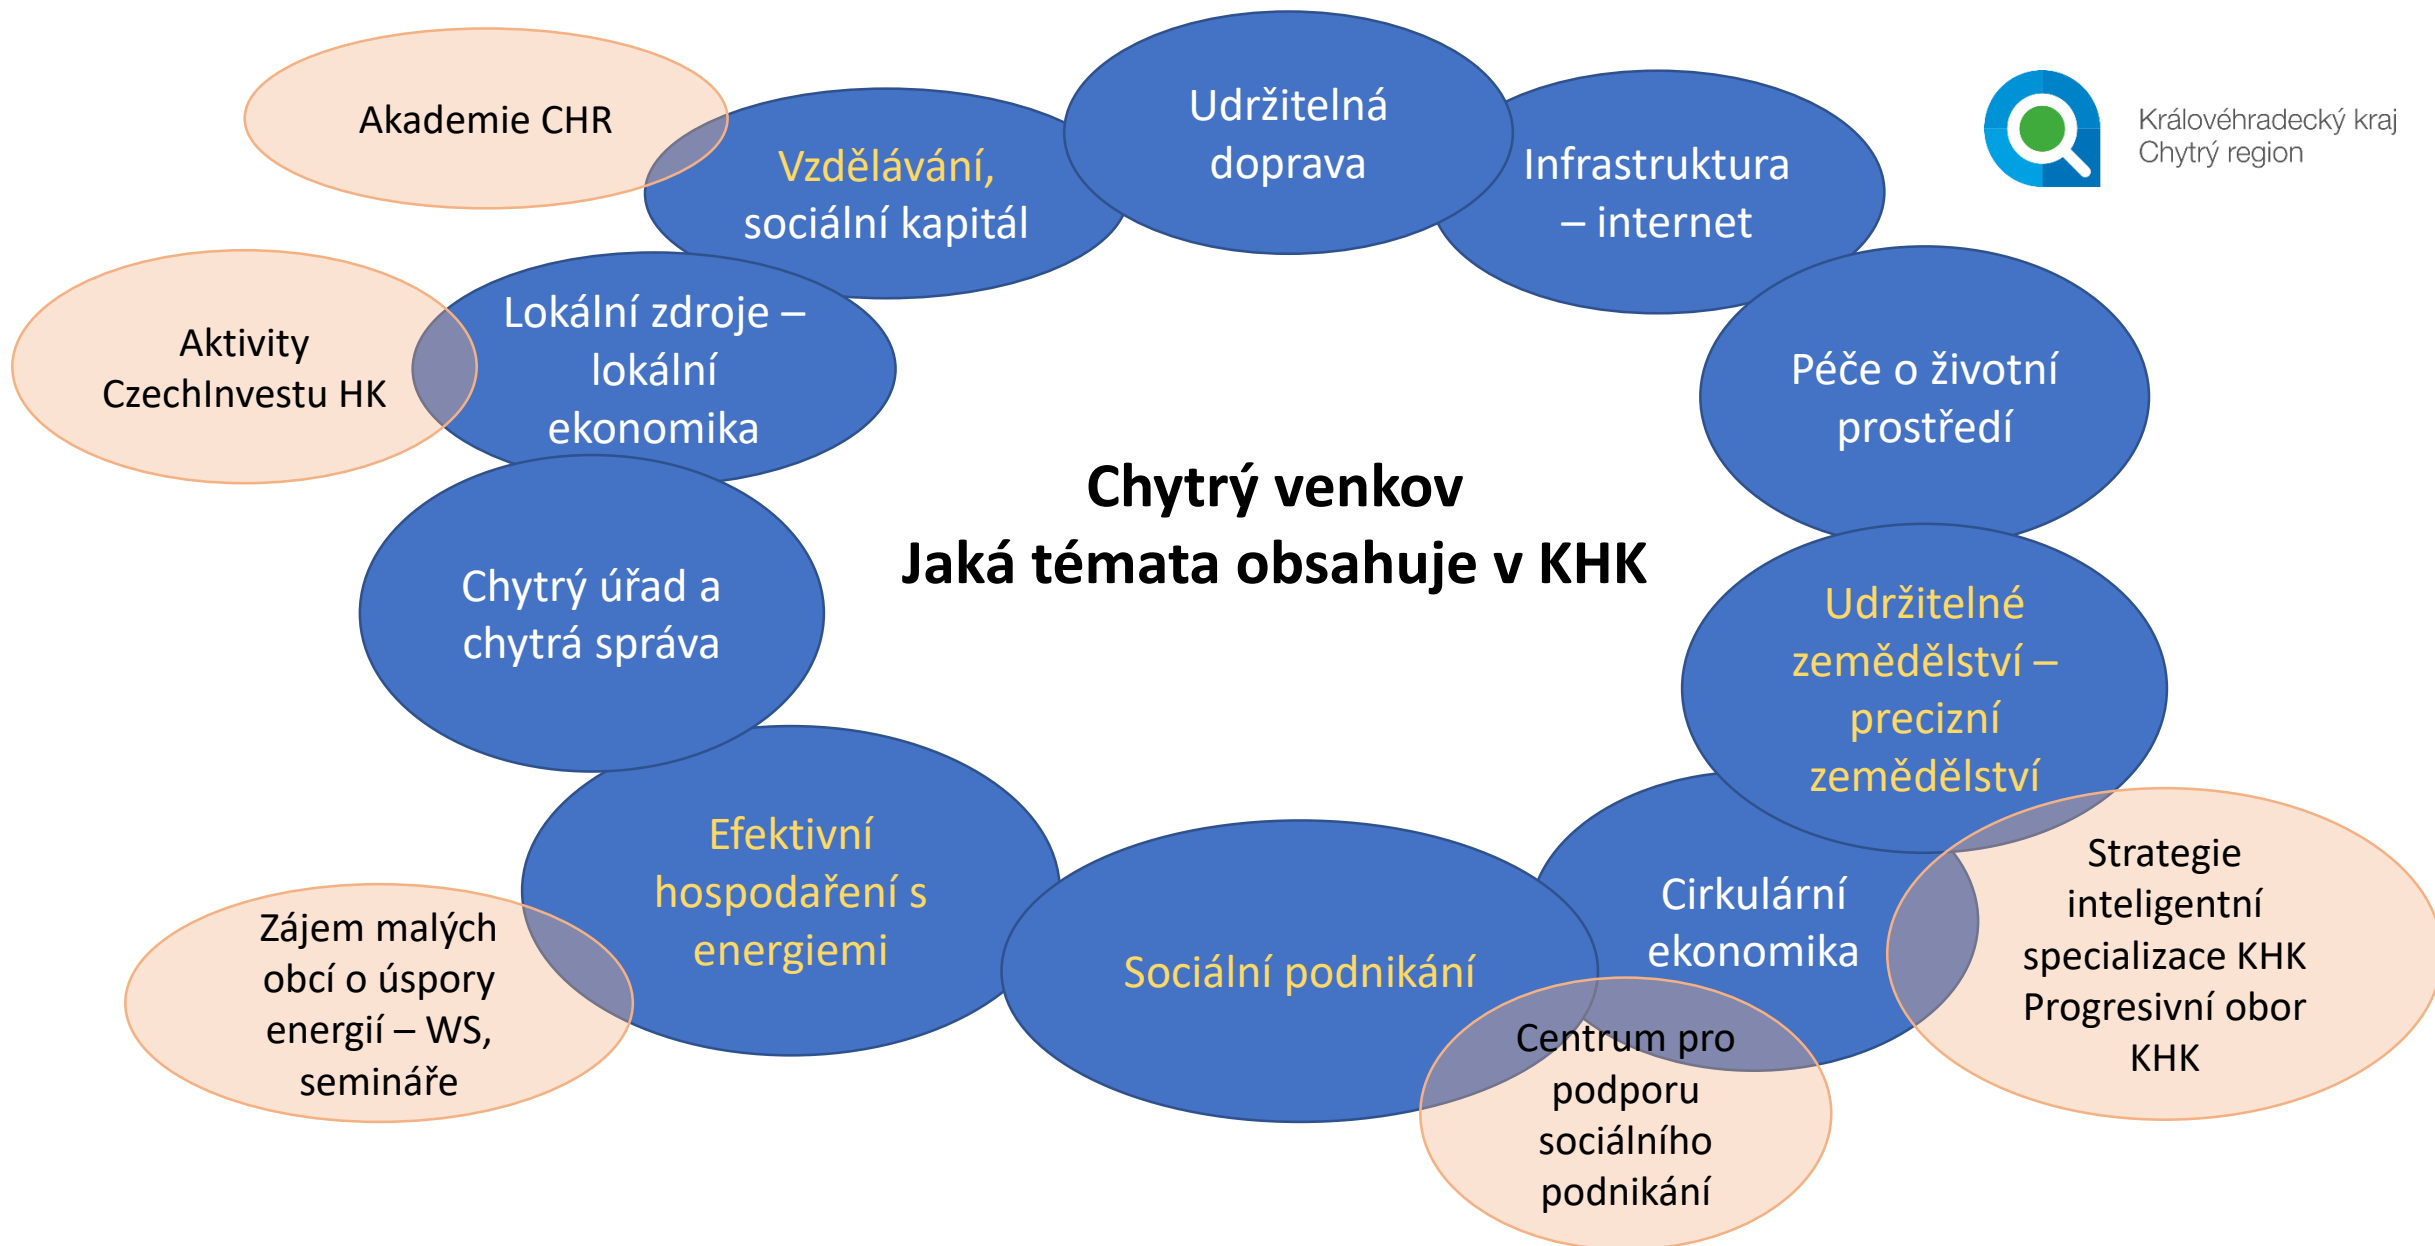 Akademie CHR
Vzdělávání,
sociální kapitál
Udržitelná
doprava
Infrastruktura
– internet
Královéhradecký kraj
Chytrý region
Aktivity
CzechInvestu HK
Lokální zdroje –
lokální
ekonomika
Péče o životní
prostředí
Chytrý venkov
Jaká témata obsahuje v KHK
Chytrý úřad a
chytrá správa
Udržitelné
zemědělství –
precizní
zemědělství
Efektivní
hospodaření s
energiemi
Zájem malých
obcí o úspory
energií – WS,
semináře
Sociální podnikání
Cirkulární
ekonomika
Strategie
inteligentní
specializace KHK
Progresivní obor
KHK
Centrum pro
podporu
sociálního
podnikání